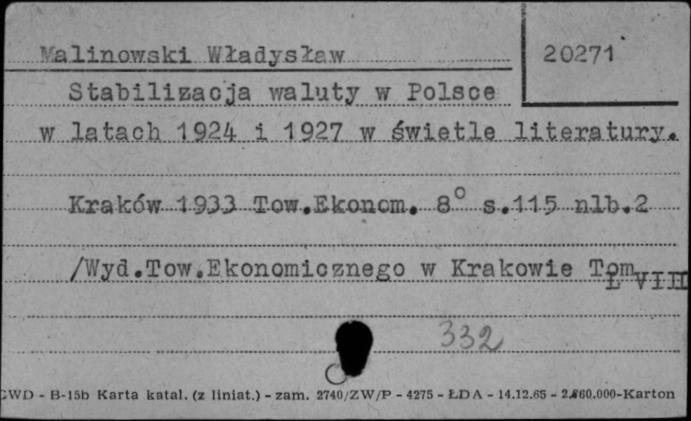 Malinowski Władysław
20271
Stabilizacja waluty w Polsce
w latach 1924 i 1927 w świetle literatury.
Kraków 1933 Tow.Ekonom. 8° s.115 nlb.2
/Wyd.Tow.Ekonomicznego w Krakowie Tom
L VIII
332
CWD - B-15b Karta katal. (z liniat.) - zam. 2740/ZW/P - 4275 - ŁDA - 14.12.65 - 2.860.000-Karton